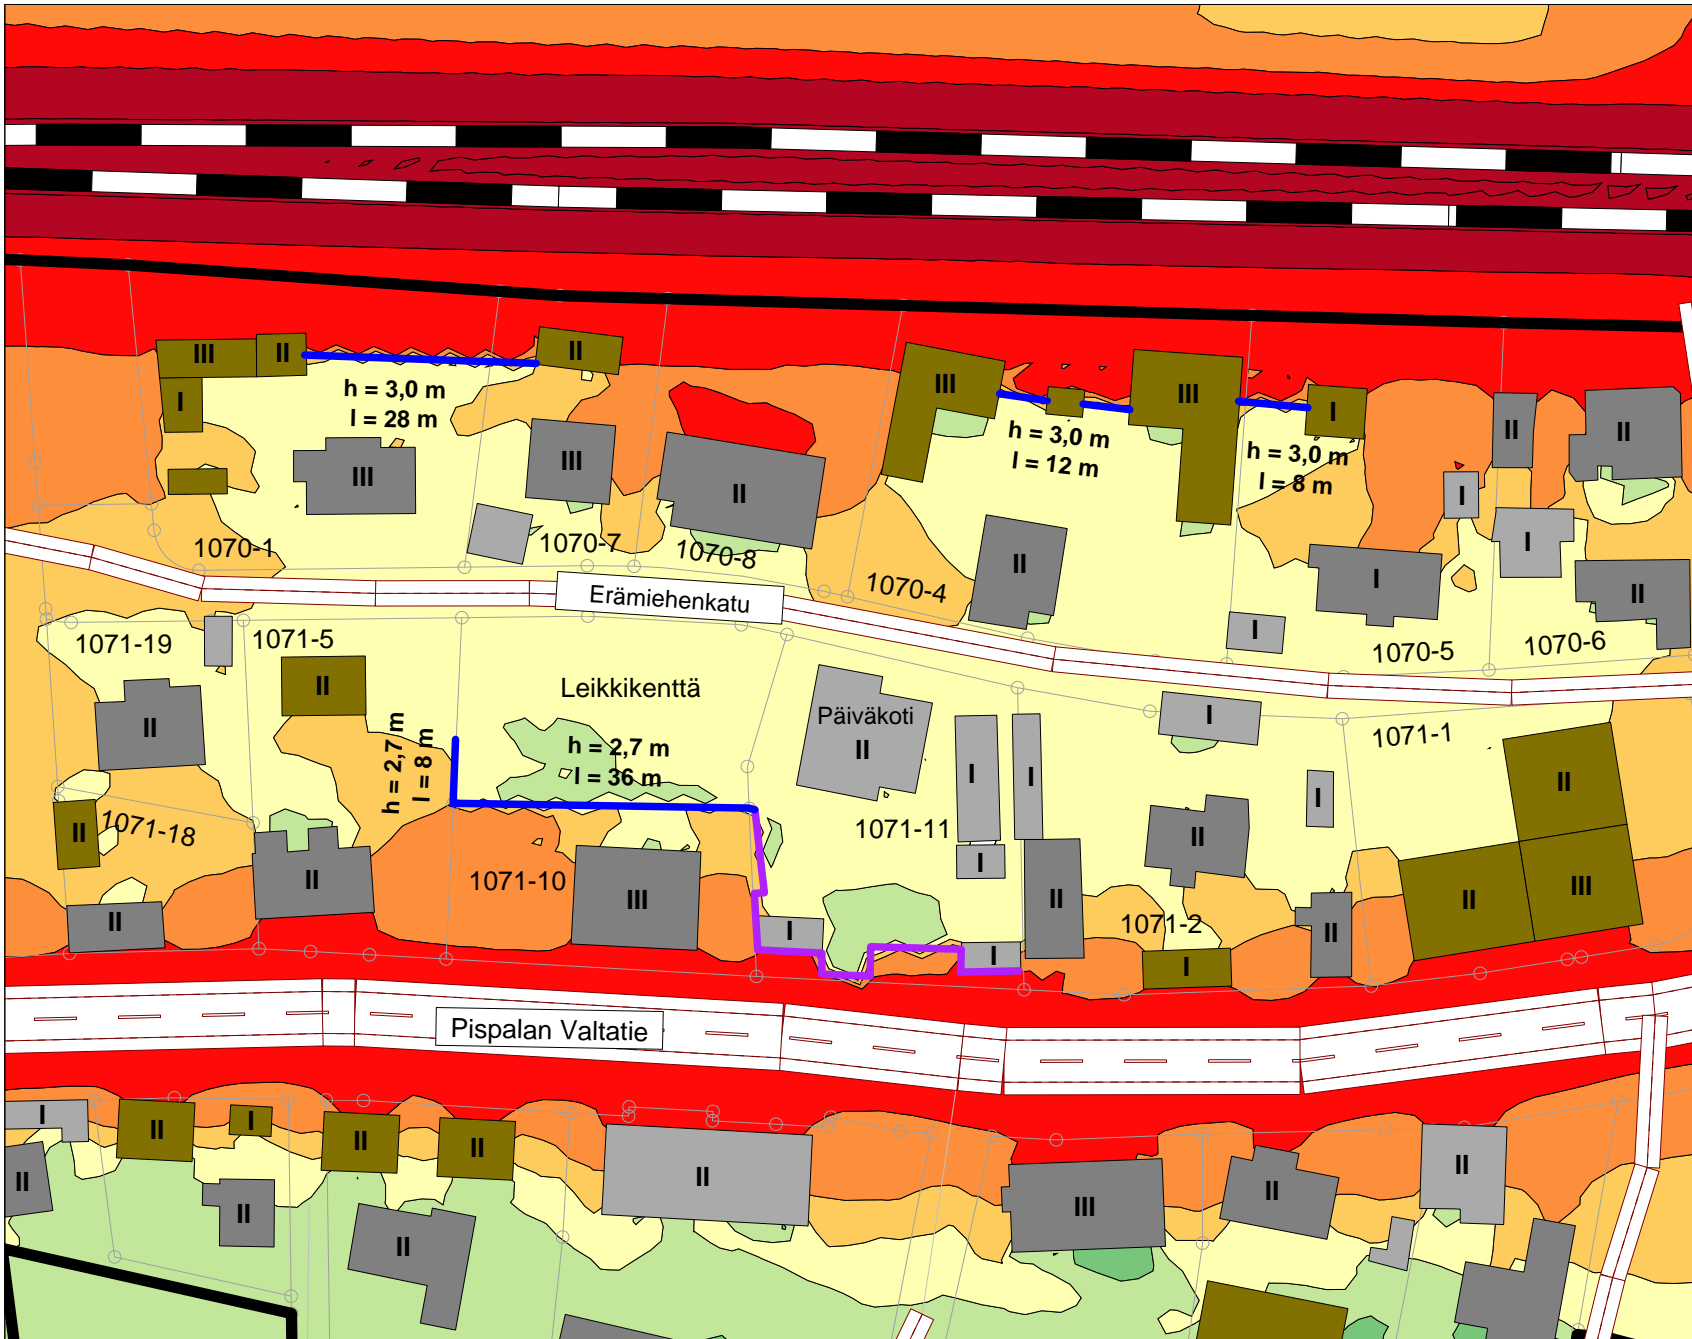 III
II
II
I
h = 3,0 m
l = 28 m
III
III
II
III
h = 3,0 m
l = 12 m
III
h = 3,0 m
l = 8 m
I
II
II
I
I
1070-1
1070-7
1070-8
1070-4
II
I
II
Erämiehenkatu
I
1070-5
1070-6
1071-19
1071-5
II
Leikkikenttä
Päiväkoti
II
I
1071-1
II
h = 2,7 m
l = 8 m
h = 2,7 m
l = 36 m
I
I
I
II
II
1071-18
1071-11
II
I
II
1071-10
III
II
II
III
II
I
I
1071-2
I
II
Pispalan Valtatie
I
II
I
II
II
II
II
II
II
III
II
II
II